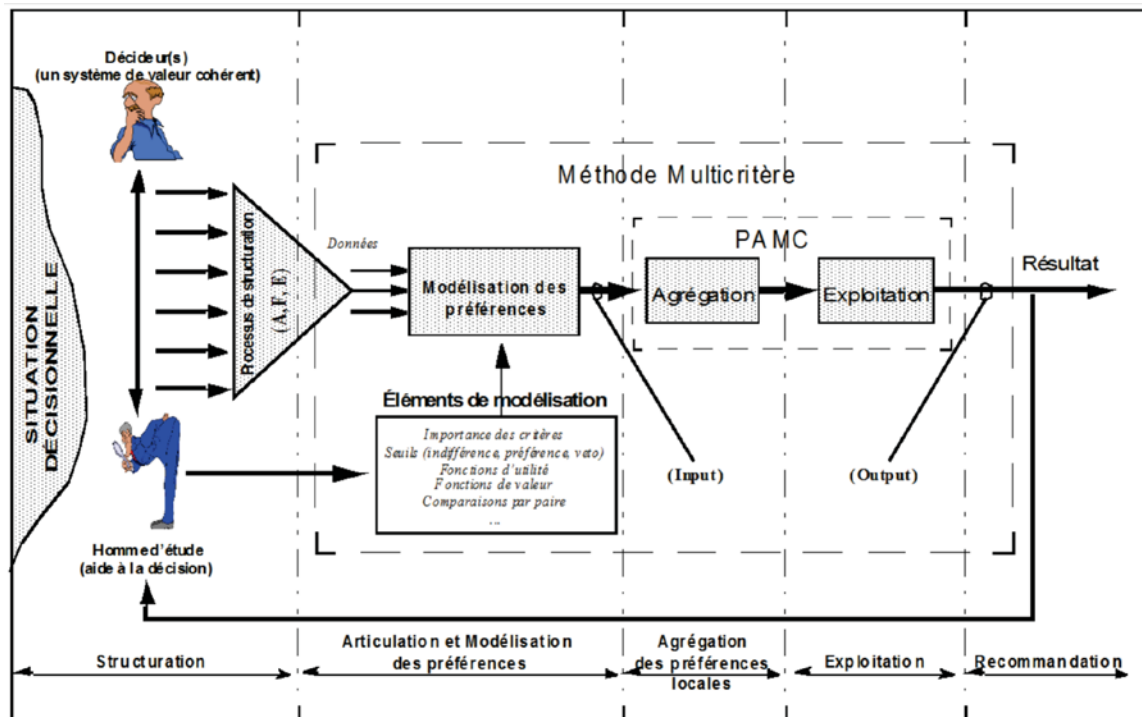 Décideur(s)
(un système de valeur cohérent)
SITUATION
DÉCISIONNELLE
Processus de structuration
(A, F, E)
Homme d'étude
(aide à la décision)
Méthode Multicritère
Données
Modélisation des
préférences
Éléments de modélisation
Importance des critères
Seuils (indifférence, préférence, veto)
Fonctions d'utilité
Fonctions de valeur
Comparaisons par paire
...
PAMC
Agrégation
Exploitation
Résultat
(Input)
(Output)
Structuration
Articulation et Modélisation
des préférences
Agrégation
des préférences
locales
Exploitation
Recommandation